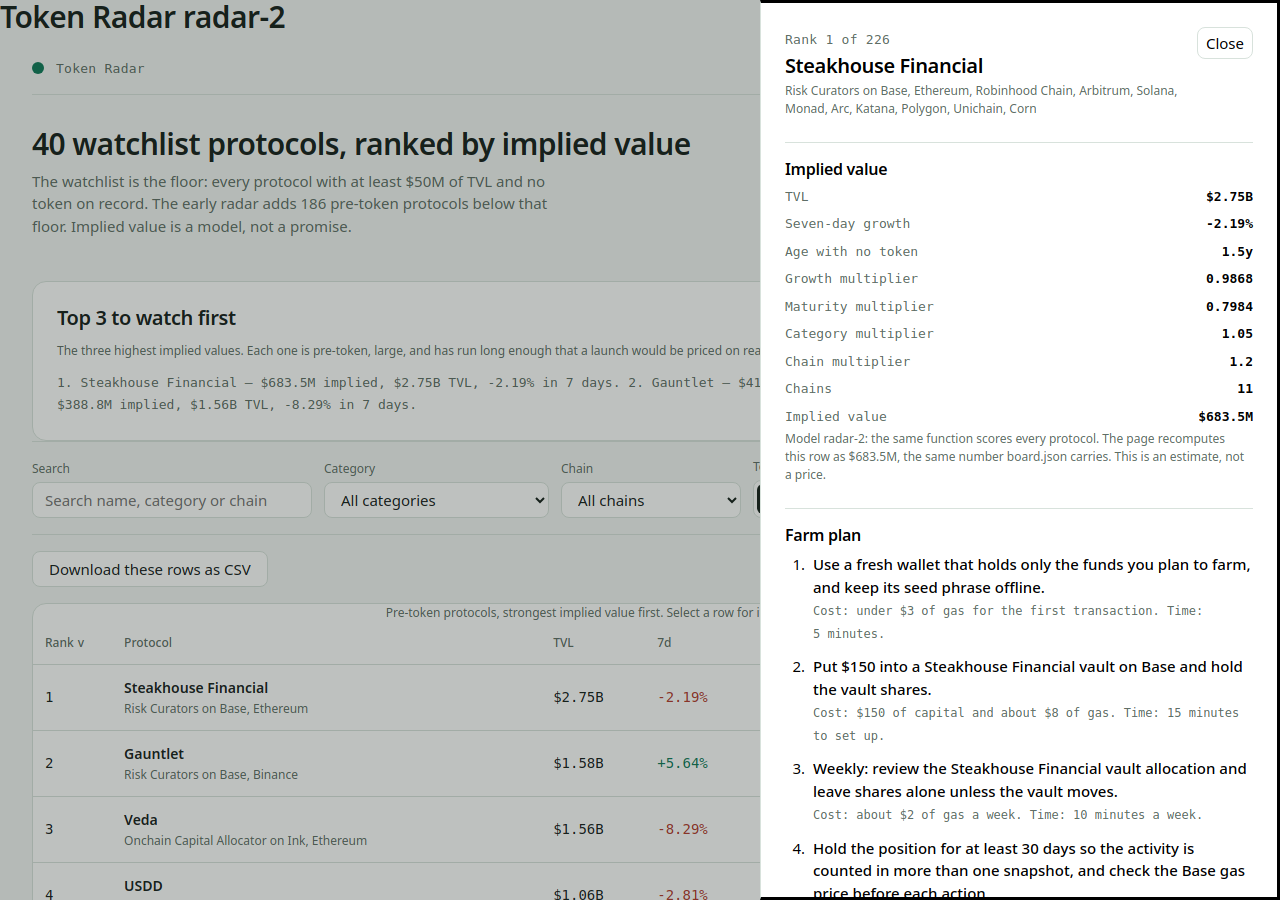 Token Radar radar-2
Token Radar
40 watchlist protocols, ranked by implied value
The watchlist is the floor: every protocol with at least $50M of TVL and no
token on record. The early radar adds 186 pre-token protocols below that
floor. Implied value is a model, not a promise.
Top 3 to watch first
The three highest implied values. Each one is pre-token, large, and has run long enough that a launch would be priced on rea
1. Steakhouse Financial — $683.5M implied, $2.75B TVL, -2.19% in 7 days. 2. Gauntlet — $41
$388.8M implied, $1.56B TVL, -8.29% in 7 days.
Search
Category
Chain
Search name, category or chain
All categories
All chains
Download these rows as CSV
Pre-token protocols, strongest implied value first. Select a row for i
Rank v
Protocol
TVL
7d
1
Steakhouse Financial
Risk Curators on Base, Ethereum
$2.75B
-2.19%
2
Gauntlet
Risk Curators on Base, Binance
$1.58B
+5.64%
3
Veda
Onchain Capital Allocator on Ink, Ethereum
$1.56B
-8.29%
4
USDD
$1.06B
-2.81%
Rank 1 of 226
Close
Steakhouse Financial
Risk Curators on Base, Ethereum, Robinhood Chain, Arbitrum, Solana,
Monad, Arc, Katana, Polygon, Unichain, Corn
Implied value
TVL $2.75B
Seven-day growth -2.19%
Age with no token 1.5y
Growth multiplier 0.9868
Maturity multiplier 0.7984
Category multiplier 1.05
Chain multiplier 1.2
Chains 11
Implied value $683.5M
Model radar-2: the same function scores every protocol. The page recomputes
this row as $683.5M, the same number board.json carries. This is an estimate, not
a price.
Farm plan
1. Use a fresh wallet that holds only the funds you plan to farm,
and keep its seed phrase offline.
Cost: under $3 of gas for the first transaction. Time:
5 minutes.
2. Put $150 into a Steakhouse Financial vault on Base and hold
the vault shares.
Cost: $150 of capital and about $8 of gas. Time: 15 minutes
to set up.
3. Weekly: review the Steakhouse Financial vault allocation and
leave shares alone unless the vault moves.
Cost: about $2 of gas a week. Time: 10 minutes a week.
4. Hold the position for at least 30 days so the activity is
counted in more than one snapshot, and check the Base gas
price before each action.